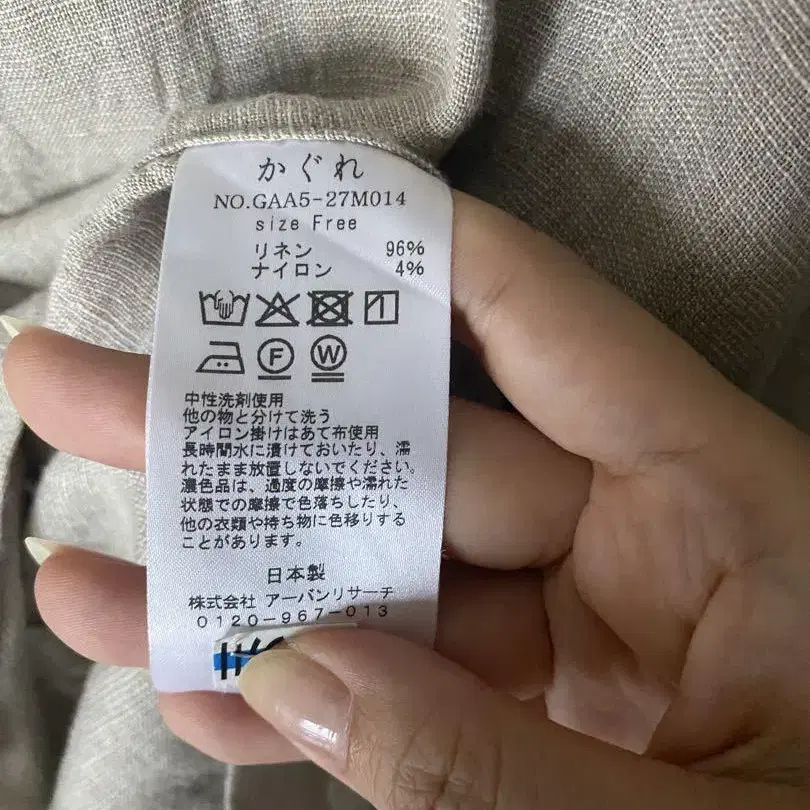 かぐれ
NO.GAA5-27M014
size Free
リネン 96%
ナイロン 4%
F W
中性洗剤使用
他の物と分けて洗う
アイロン掛けはあて布使用
長時間水に漬けておいたり、濡
れたまま放置しないでください。
濃色品は、過度の摩擦や濡れた
状態での摩擦で色落ちしたり、
他の衣類や持ち物に色移りする
ことがあります。
日本製
株式会社 アーバンリサーチ
0120-967-013